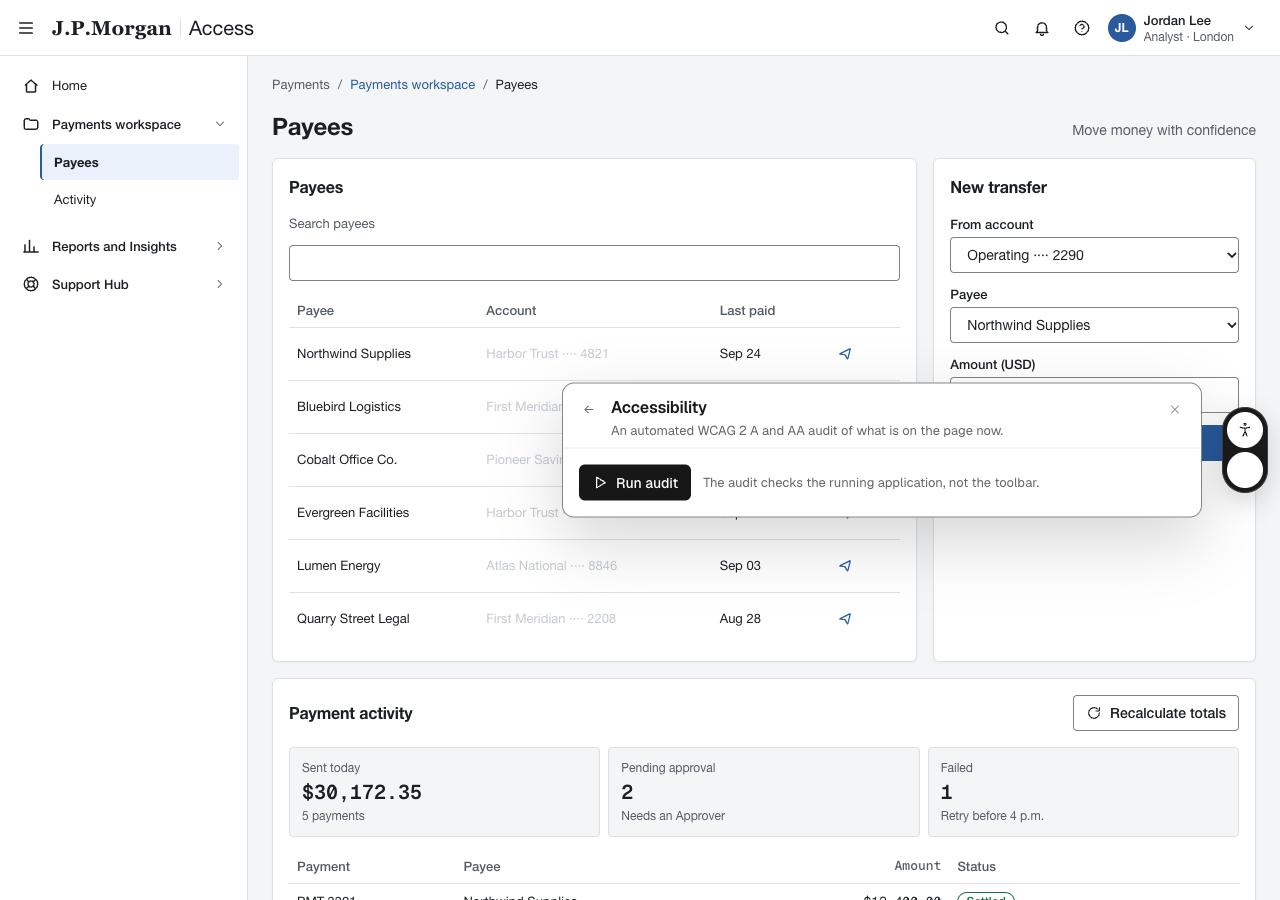 J.P.Morgan Access
JL
Jordan Lee
Analyst · London
Home
Payments workspace
Payees
Activity
Reports and Insights
Support Hub
Payments / Payments workspace / Payees
Payees
Move money with confidence
Payees
Search payees
Payee Account Last paid
Northwind Supplies Harbor Trust ···· 4821 Sep 24
Bluebird Logistics First Meridian
Cobalt Office Co. Pioneer
Evergreen Facilities Harbor Trust
Lumen Energy Atlas National ···· 8846 Sep 03
Quarry Street Legal First Meridian ···· 2208 Aug 28
New transfer
From account
Operating ···· 2290
Payee
Northwind Supplies
Amount (USD)
Accessibility
An automated WCAG 2 A and AA audit of what is on the page now.
Run audit
The audit checks the running application, not the toolbar.
Payment activity
Recalculate totals
Sent today
$30,172.35
5 payments
Pending approval
2
Needs an Approver
Failed
1
Retry before 4 p.m.
Payment Payee Amount Status
Northwind Supplies Settled